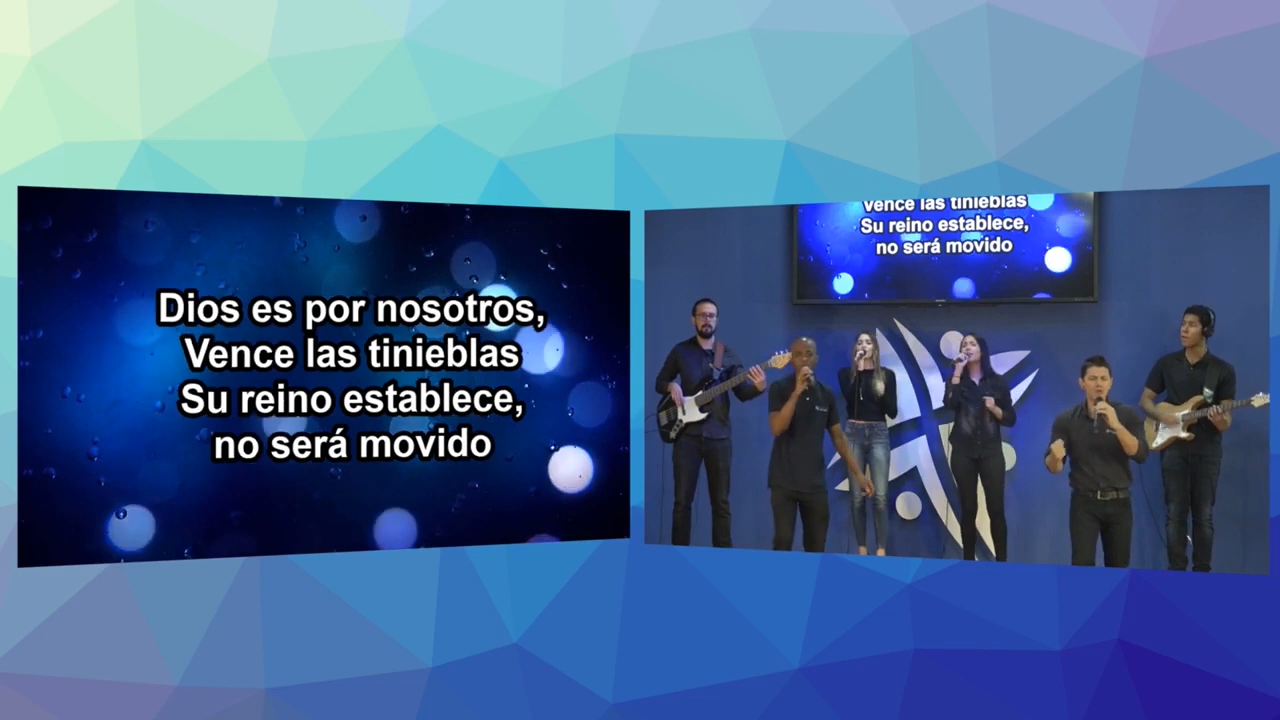 Dios es por nosotros,
Vence las tinieblas
Su reino establece,
no será movido
Vence las tinieblas
Su reino establece,
no será movido